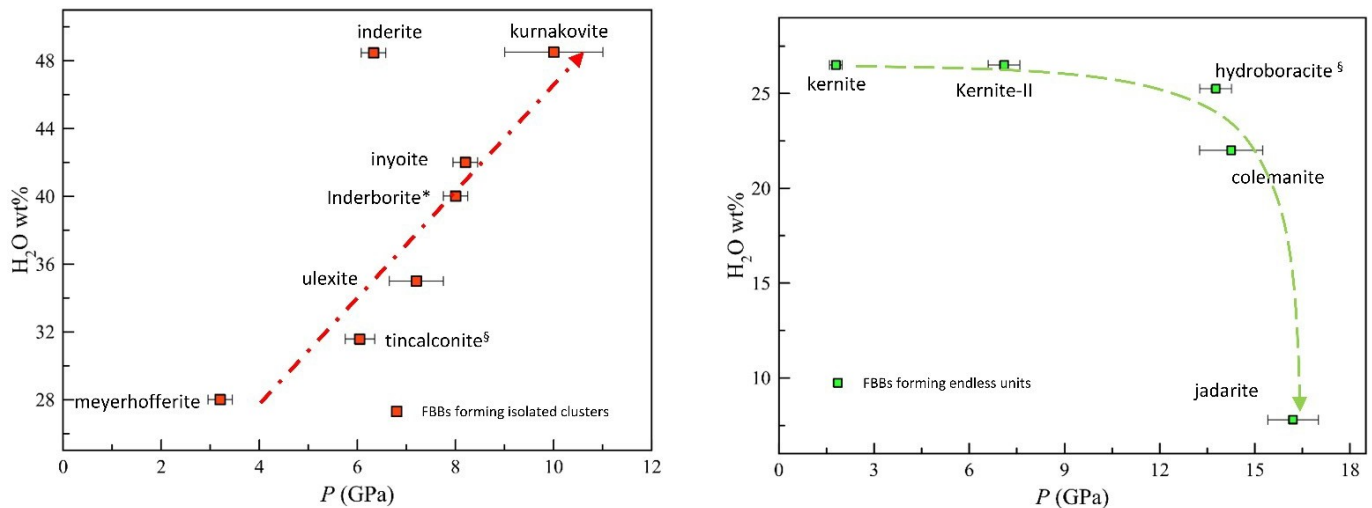 H2O wt%
48
44
40
36
32
28
inderite
kurnakovite
inyoite
Inderborite*
ulexite
tincalconite§
meyerhofferite
FBBs forming isolated clusters
0 2 4 6 8 10 12
P (GPa)
H2O wt%
25
20
15
10
kernite
Kernite-II
hydroboracite §
colemanite
FBBs forming endless units
jadarite
3 6 9 12 15 18
P (GPa)